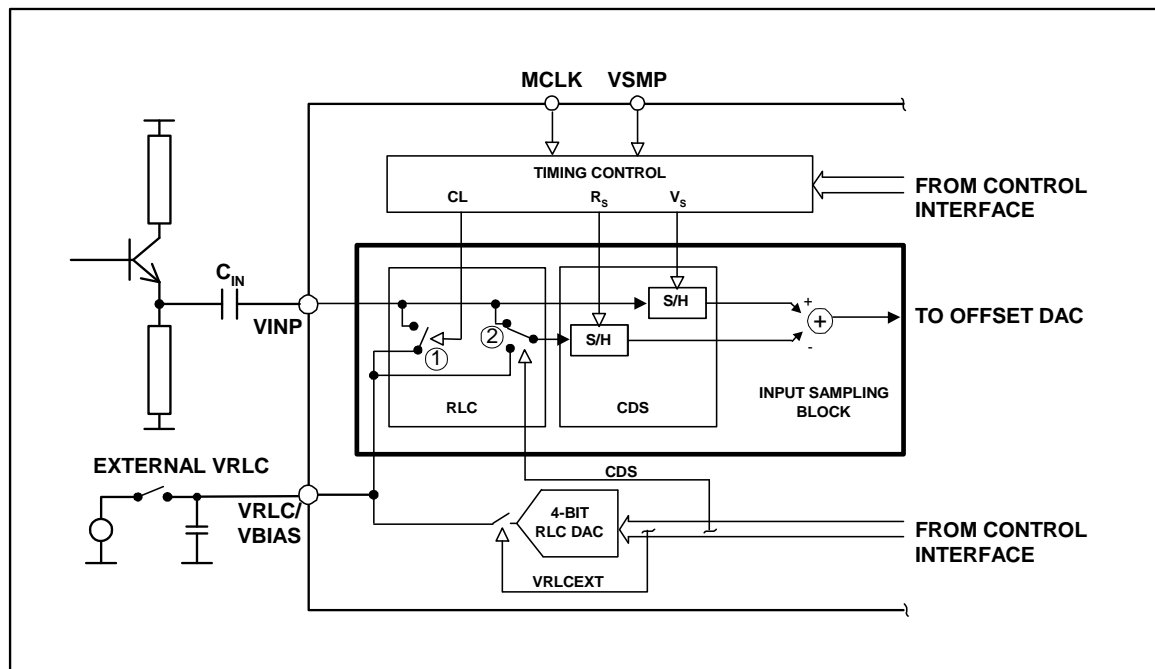 MCLK VSMP
TIMING CONTROL
CL RS VS
FROM CONTROL
INTERFACE
CIN
VINP
S/H
TO OFFSET DAC
+
+
-
2
S/H
1
RLC
CDS
INPUT SAMPLING
BLOCK
EXTERNAL VRLC
VRLC/
VBIAS
CDS
4-BIT
RLC DAC
FROM CONTROL
INTERFACE
VRLCEXT